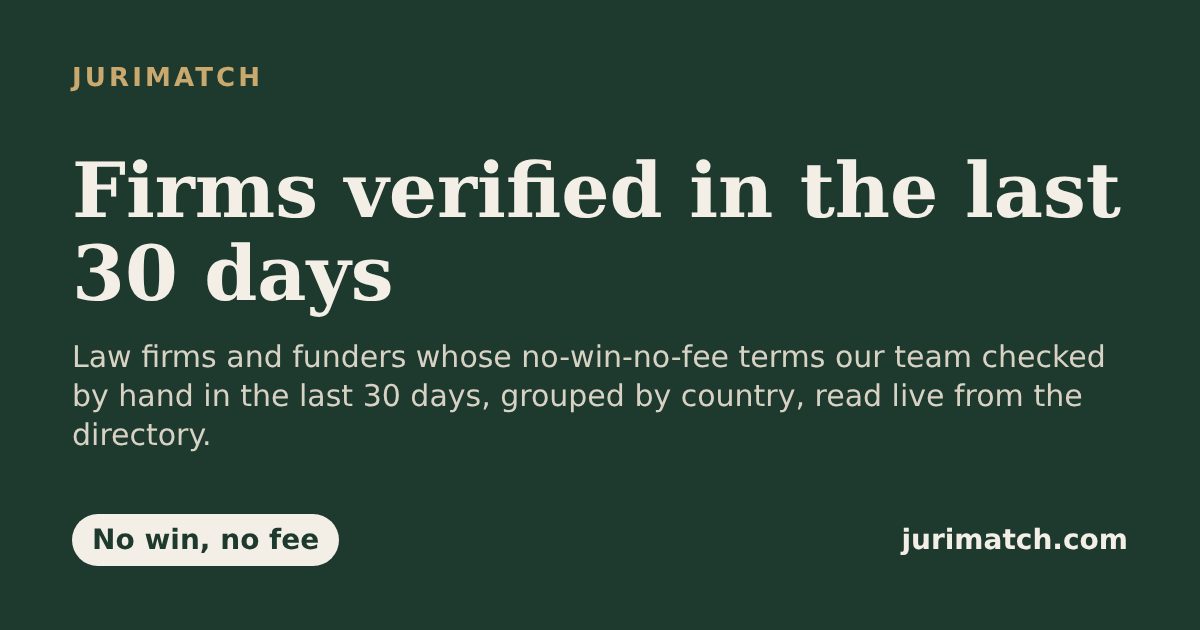 JURIMATCH
Firms verified in the last
30 days
Law firms and funders whose no-win-no-fee terms our team checked
by hand in the last 30 days, grouped by country, read live from the
directory.
No win, no fee
jurimatch.com